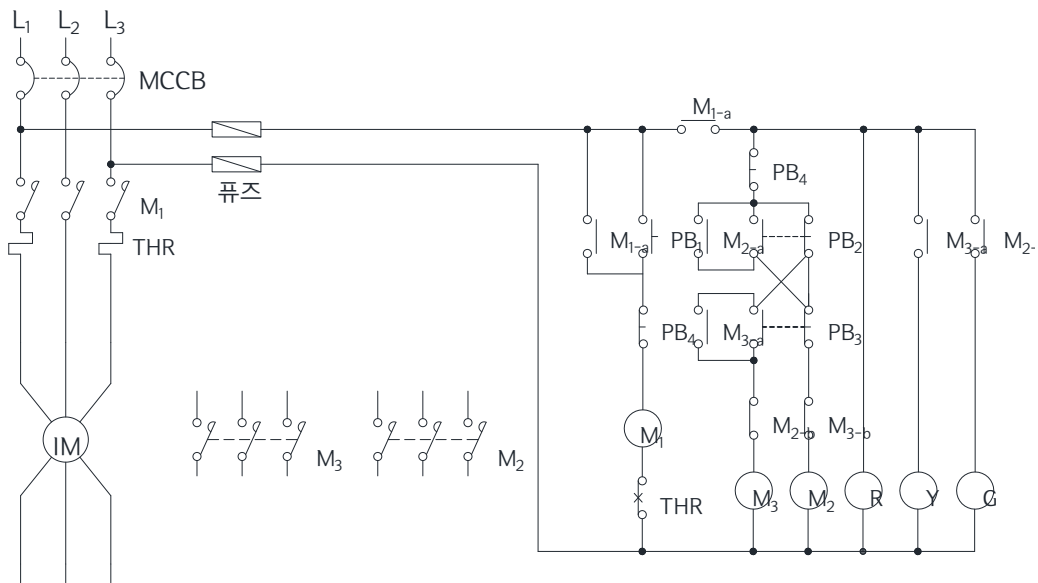 L1 L2 L3
MCCB
M1-a
퓨즈
PB4
M1
THR
M1-a PB1 M2-a PB2 M3-a M2-
PB4 M3-a PB3
M1 M2-b M3-b
IM
M3 M2
THR M3 M2 R Y G